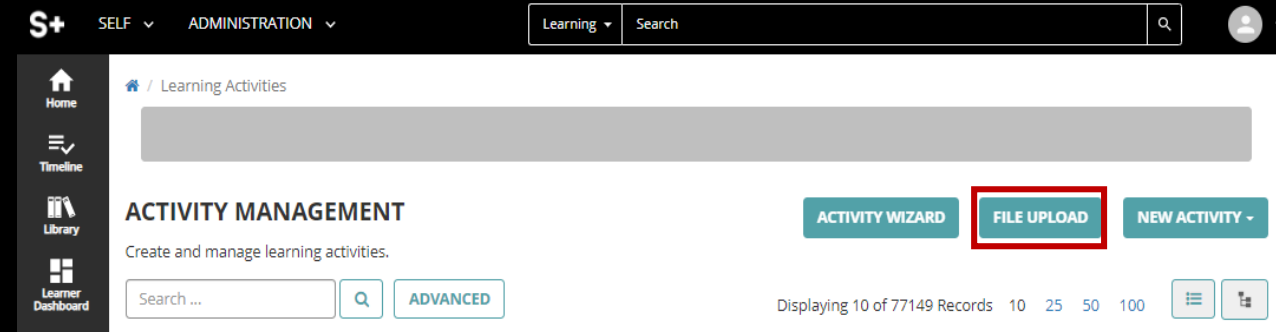 S+ SELF ADMINISTRATION Learning Search
Home
/ Learning Activities
Timeline
Library
ACTIVITY MANAGEMENT ACTIVITY WIZARD FILE UPLOAD NEW ACTIVITY
Create and manage learning activities.
Learner
Dashboard
Search ... ADVANCED Displaying 10 of 77149 Records 10 25 50 100